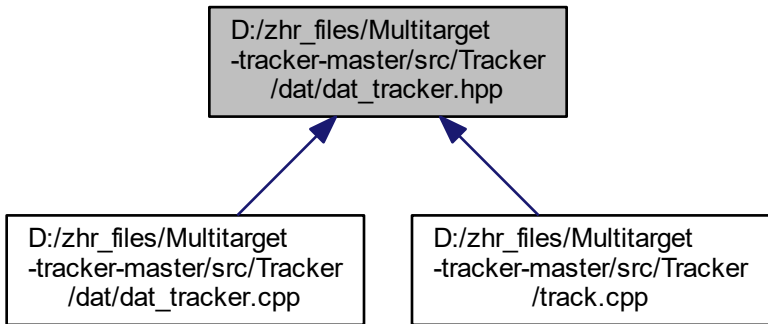 D:/zhr_files/Multitarget
-tracker-master/src/Tracker
/dat/dat_tracker.hpp
D:/zhr_files/Multitarget
-tracker-master/src/Tracker
/dat/dat_tracker.cpp
D:/zhr_files/Multitarget
-tracker-master/src/Tracker
/track.cpp